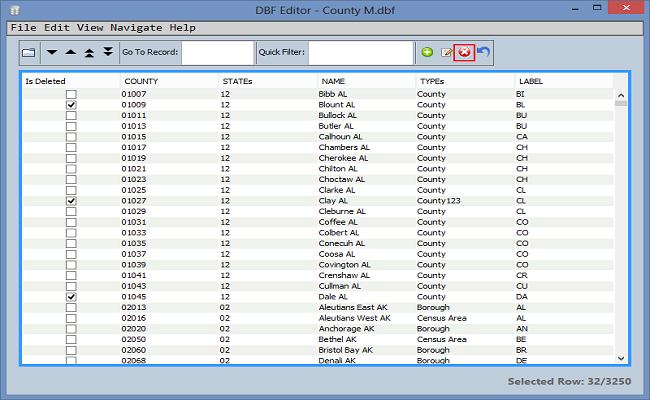 DBF Editor - County M.dbf
File Edit View Navigate Help
Go To Record: Quick Filter:
Is Deleted COUNTY STATEs NAME TYPEs LABEL
01007 12 Bibb AL County BI
01009 12 Blount AL County BL
01011 12 Bullock AL County BU
01013 12 Butler AL County BU
01015 12 Calhoun AL County CA
01017 12 Chambers AL County CH
01019 12 Cherokee AL County CH
01021 12 Chilton AL County CH
01023 12 Choctaw AL County CH
01025 12 Clarke AL County CL
01027 12 Clay AL County123 CL
01029 12 Cleburne AL County CL
01031 12 Coffee AL County CO
01033 12 Colbert AL County CO
01035 12 Conecuh AL County CO
01037 12 Coosa AL County CO
01039 12 Covington AL County CO
01041 12 Crenshaw AL County CR
01043 12 Cullman AL County CU
01045 12 Dale AL County DA
02013 02 Aleutians East AK Borough AL
02016 02 Aleutians West AK Census Area AL
02020 02 Anchorage AK Borough AN
02050 02 Bethel AK Census Area BE
02060 02 Bristol Bay AK Borough BR
02068 02 Denali AK Borough DE
Selected Row: 32/3250